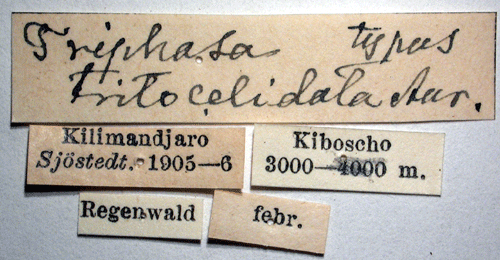 Triphasa typus
tritocelidata Aur.
Kilimandjaro
Sjöstedt. 1905—6
Kiboscho
3000—4000 m.
Regenwald
febr.